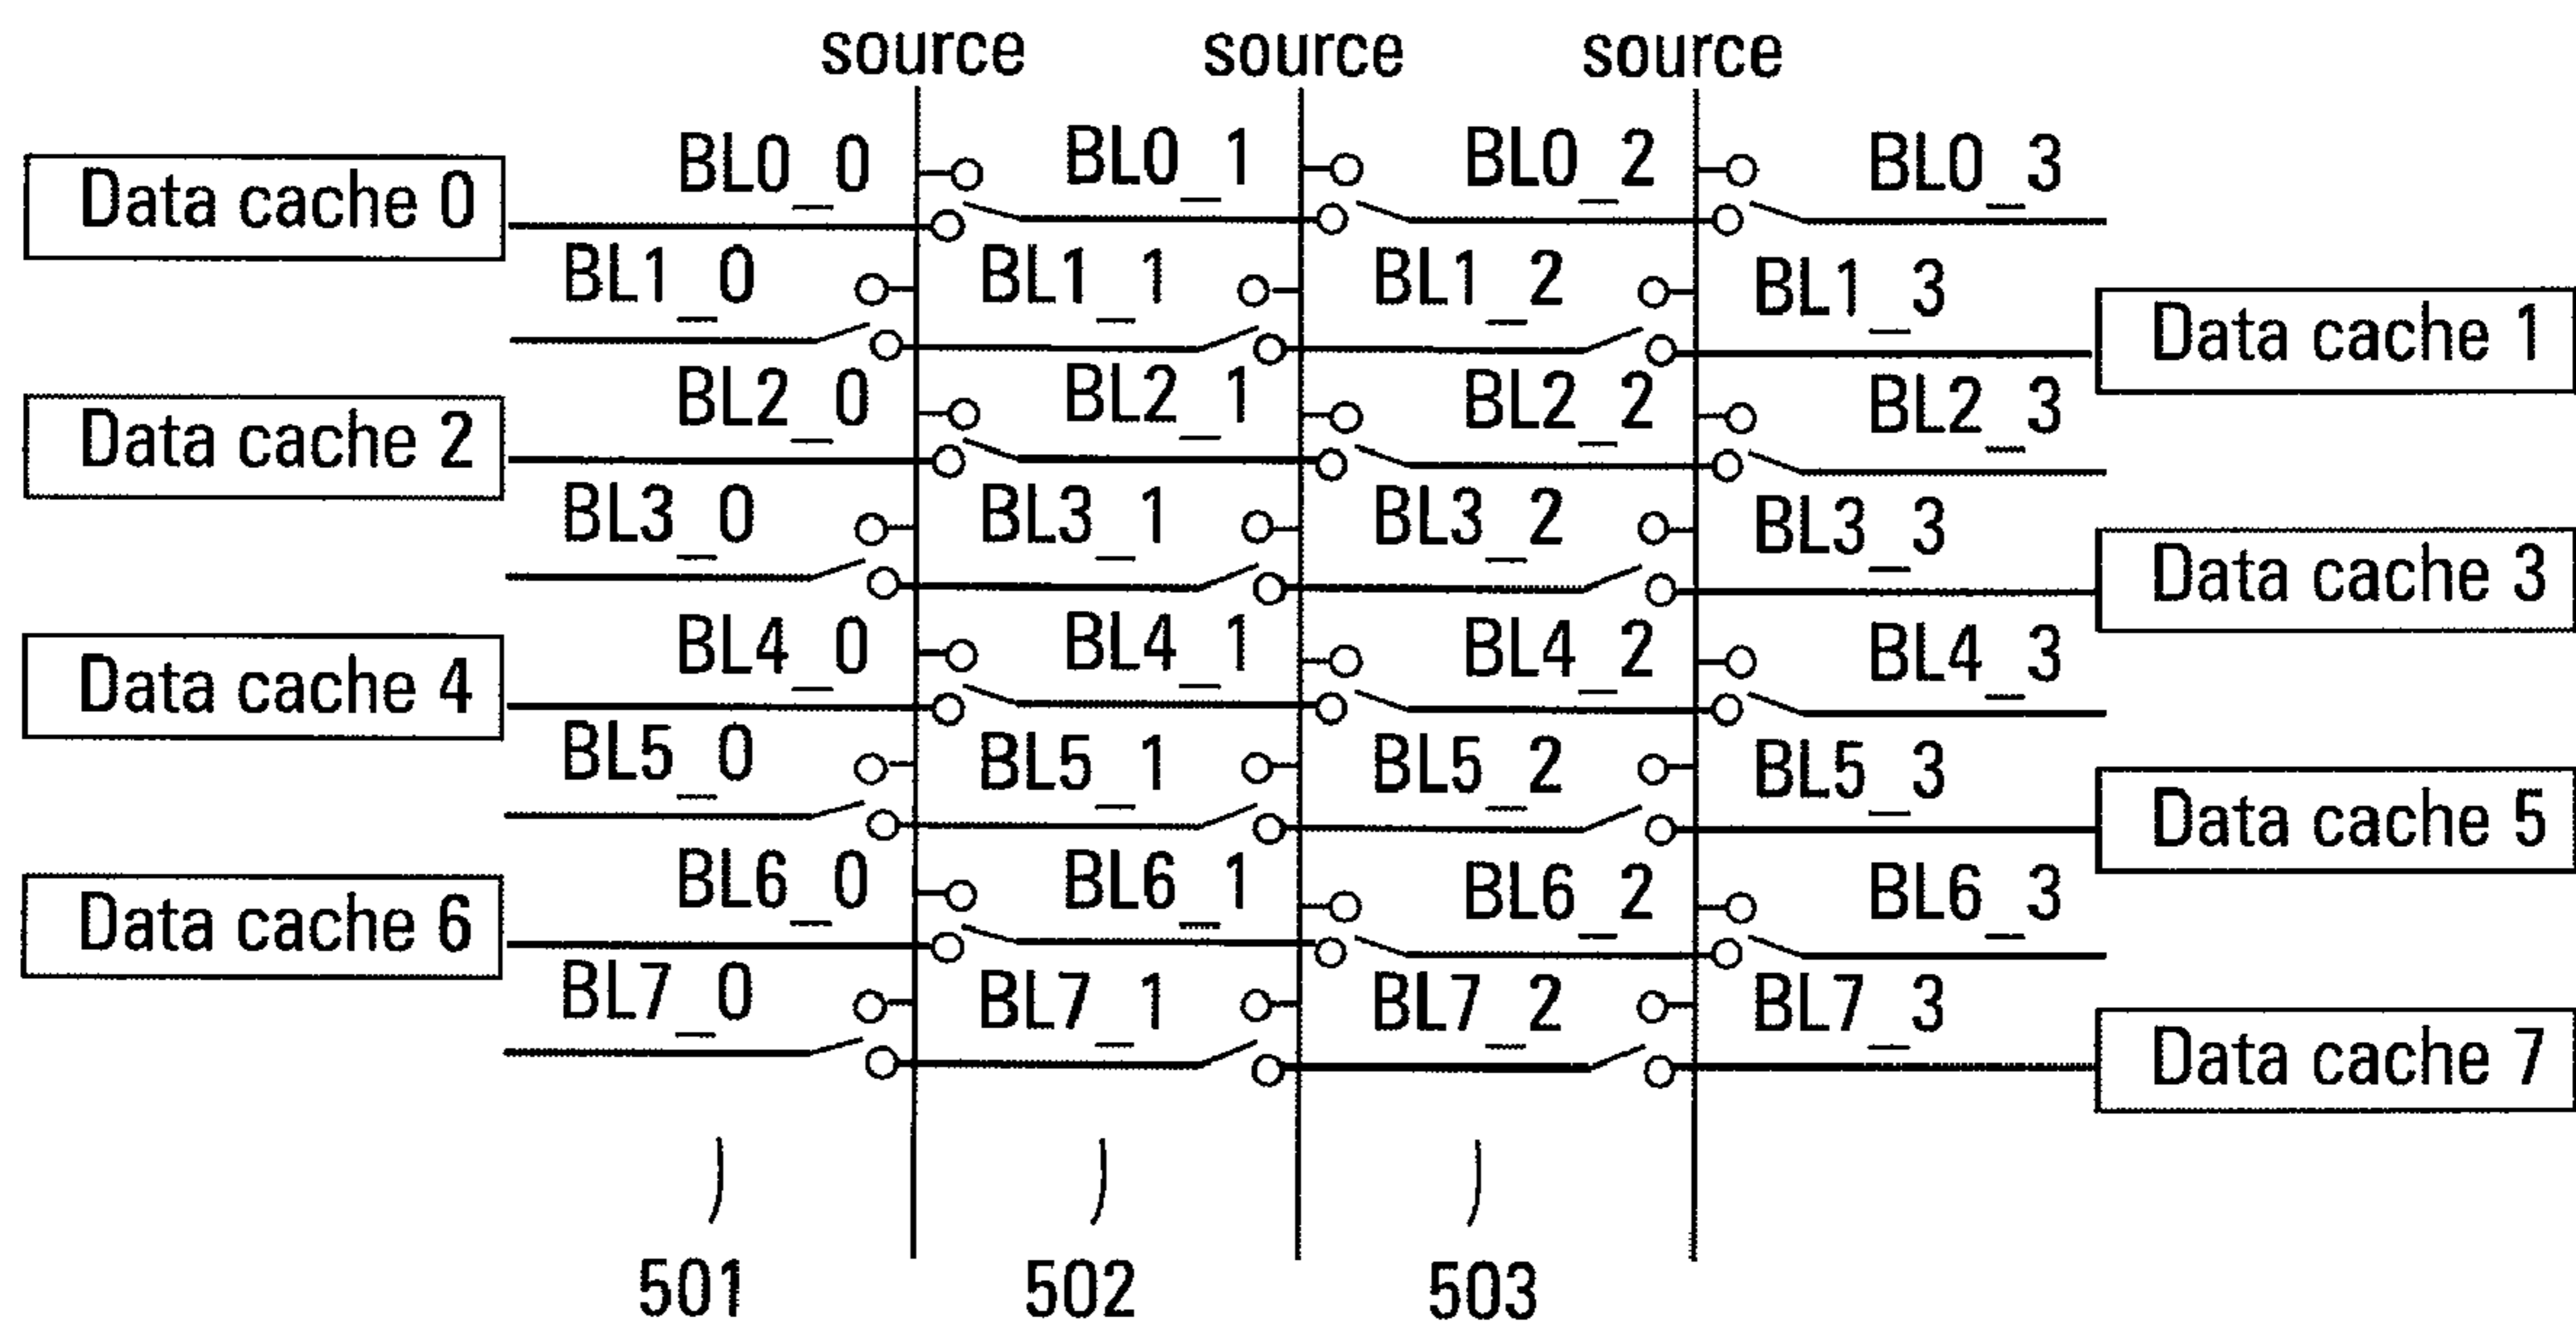 source source source
BL0_0 BL0_1 BL0_2 BL0_3
Data cache 0
BL1_0 BL1_1 BL1_2 BL1_3
Data cache 1
BL2_0 BL2_1 BL2_2 BL2_3
Data cache 2
BL3_0 BL3_1 BL3_2 BL3_3
Data cache 3
BL4_0 BL4_1 BL4_2 BL4_3
Data cache 4
BL5_0 BL5_1 BL5_2 BL5_3
Data cache 5
BL6_0 BL6_1 BL6_2 BL6_3
Data cache 6
BL7_0 BL7_1 BL7_2 BL7_3
Data cache 7
501 502 503